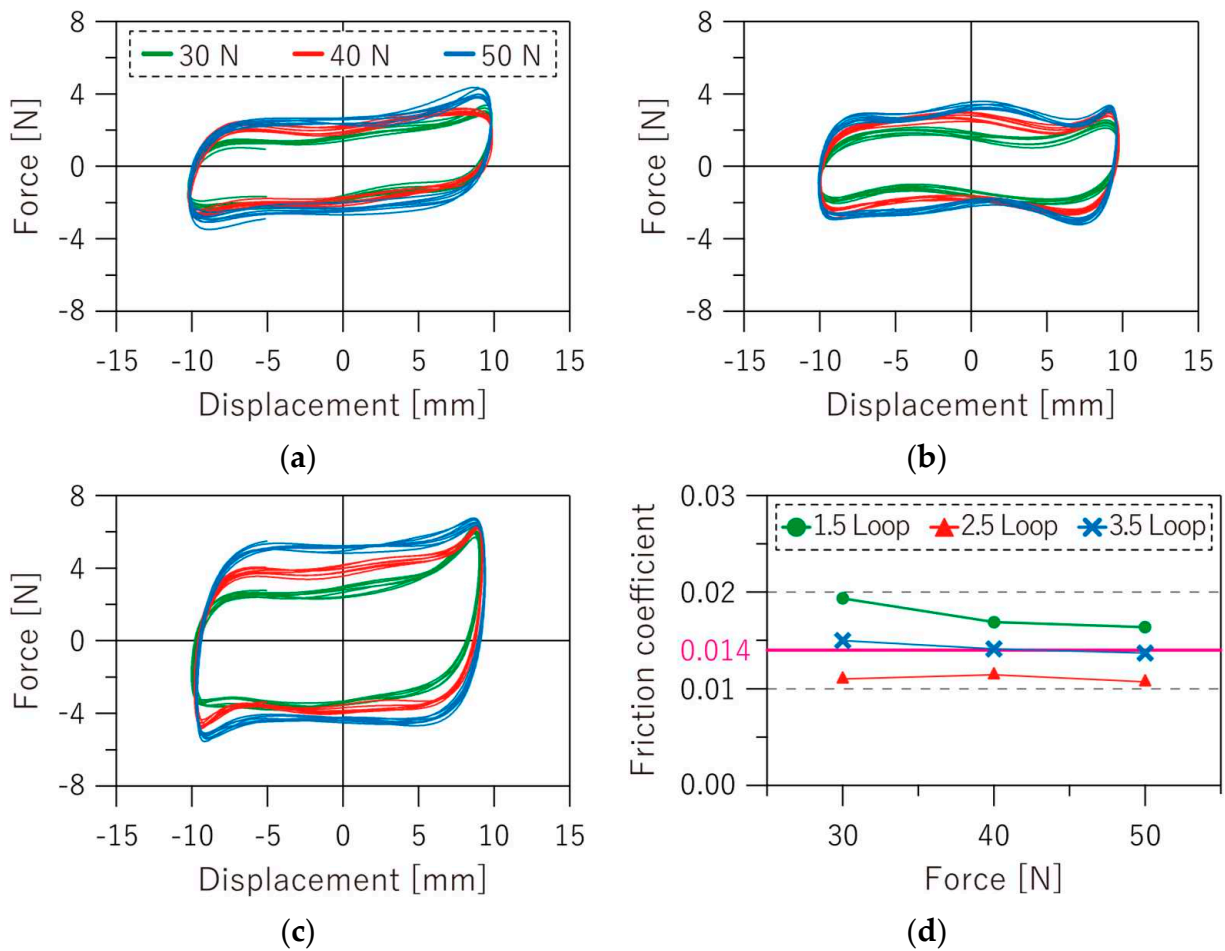 8
4
0
-4
-8
Force [N]
30 N 40 N 50 N
-15 -10 -5 0 5 10 15
Displacement [mm]
(a)
8
4
0
-4
-8
Force [N]
-15 -10 -5 0 5 10 15
Displacement [mm]
(b)
8
4
0
-4
-8
Force [N]
-15 -10 -5 0 5 10 15
Displacement [mm]
(c)
0.03
0.02
0.014
0.01
0.00
Friction coefficient
1.5 Loop 2.5 Loop 3.5 Loop
30 40 50
Force [N]
(d)